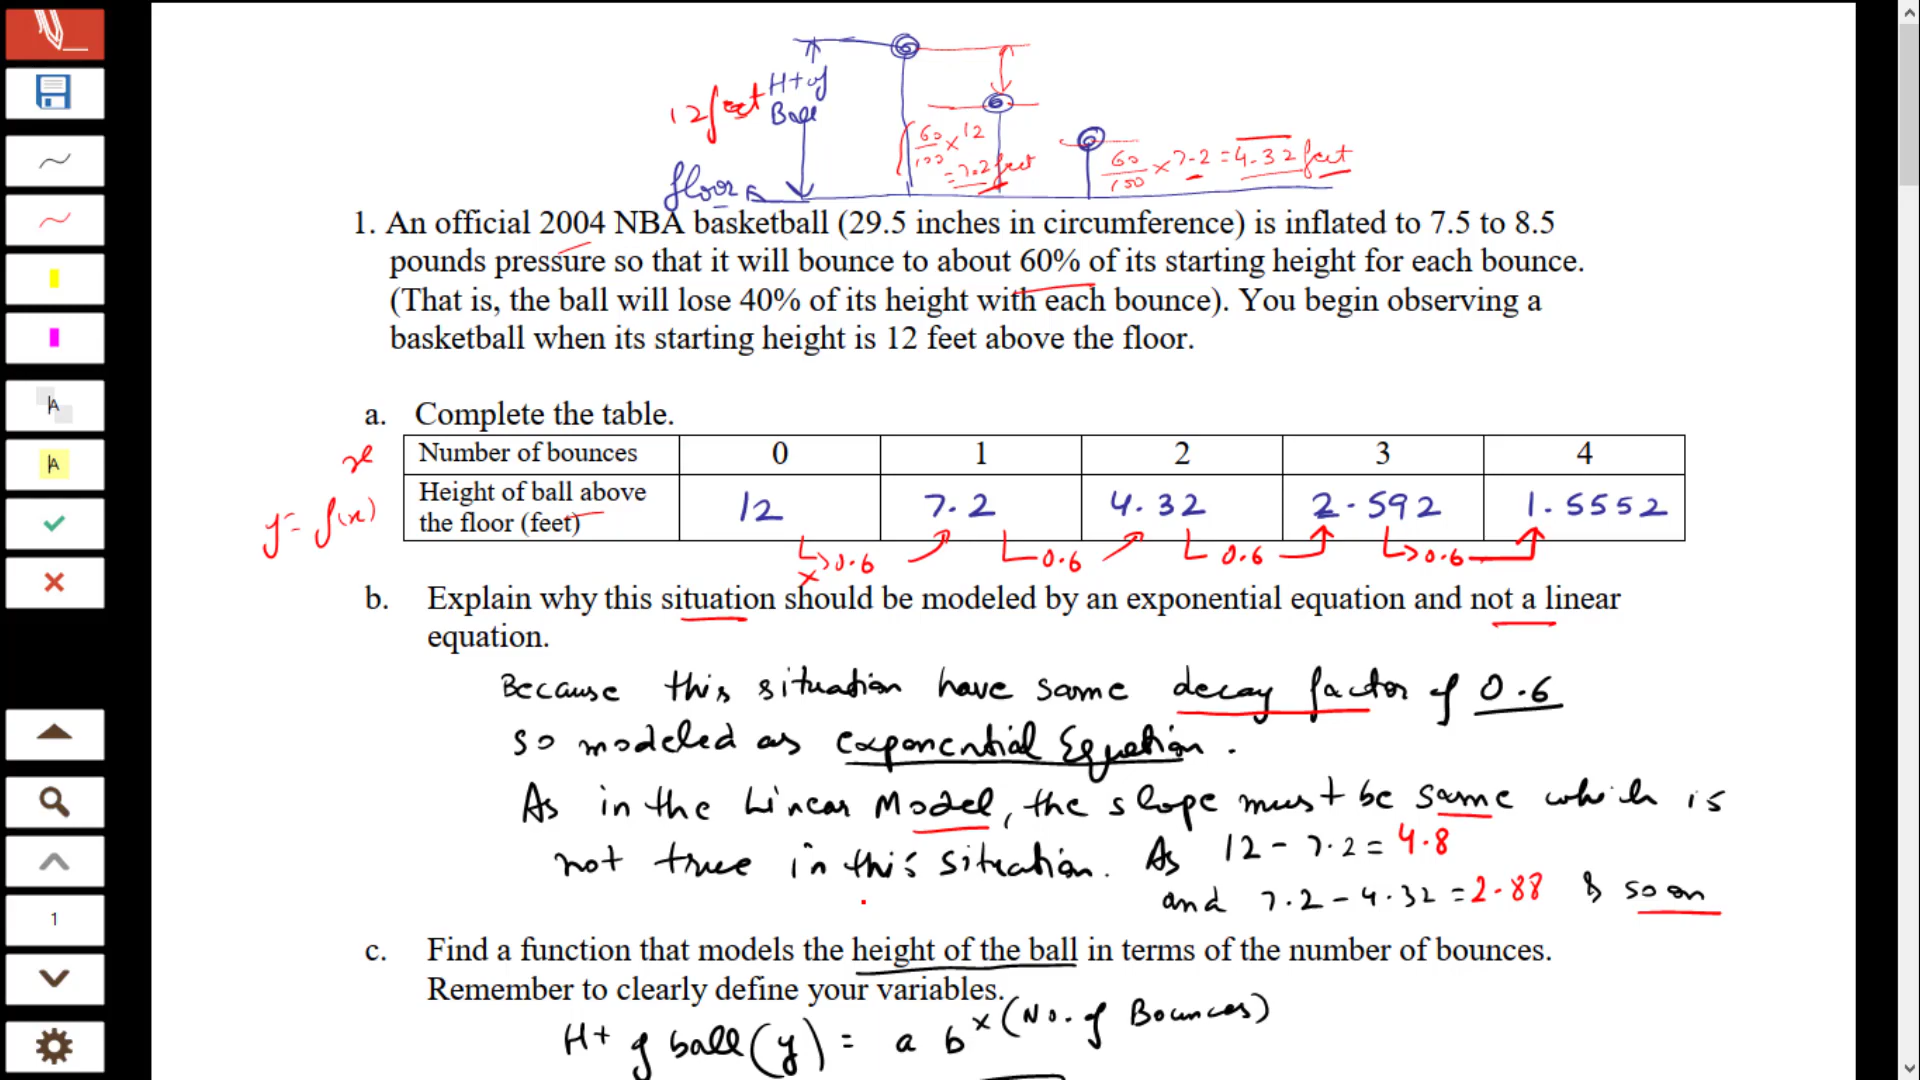 12 feet Ht of
Ball
floor
60/100 × 12
= 7.2 feet
60/100 × 7.2 = 4.32 feet
1. An official 2004 NBA basketball (29.5 inches in circumference) is inflated to 7.5 to 8.5
pounds pressure so that it will bounce to about 60% of its starting height for each bounce.
(That is, the ball will lose 40% of its height with each bounce). You begin observing a
basketball when its starting height is 12 feet above the floor.
a. Complete the table.
x Number of bounces 0 1 2 3 4
y = f(x) Height of ball above
the floor (feet) 12 7.2 4.32 2.592 1.5552
×0.6 0.6 0.6 0.6
b. Explain why this situation should be modeled by an exponential equation and not a linear
equation.
Because this situation have same decay factor of 0.6
so modeled as exponential Equation.
As in the Linear Model, the slope must be same which is
not true in this situation. As 12 - 7.2 = 4.8
and 7.2 - 4.32 = 2.88 & so on
c. Find a function that models the height of the ball in terms of the number of bounces.
Remember to clearly define your variables.
Ht of ball (y) = a b^x (No. of Bounces)
A
A
1